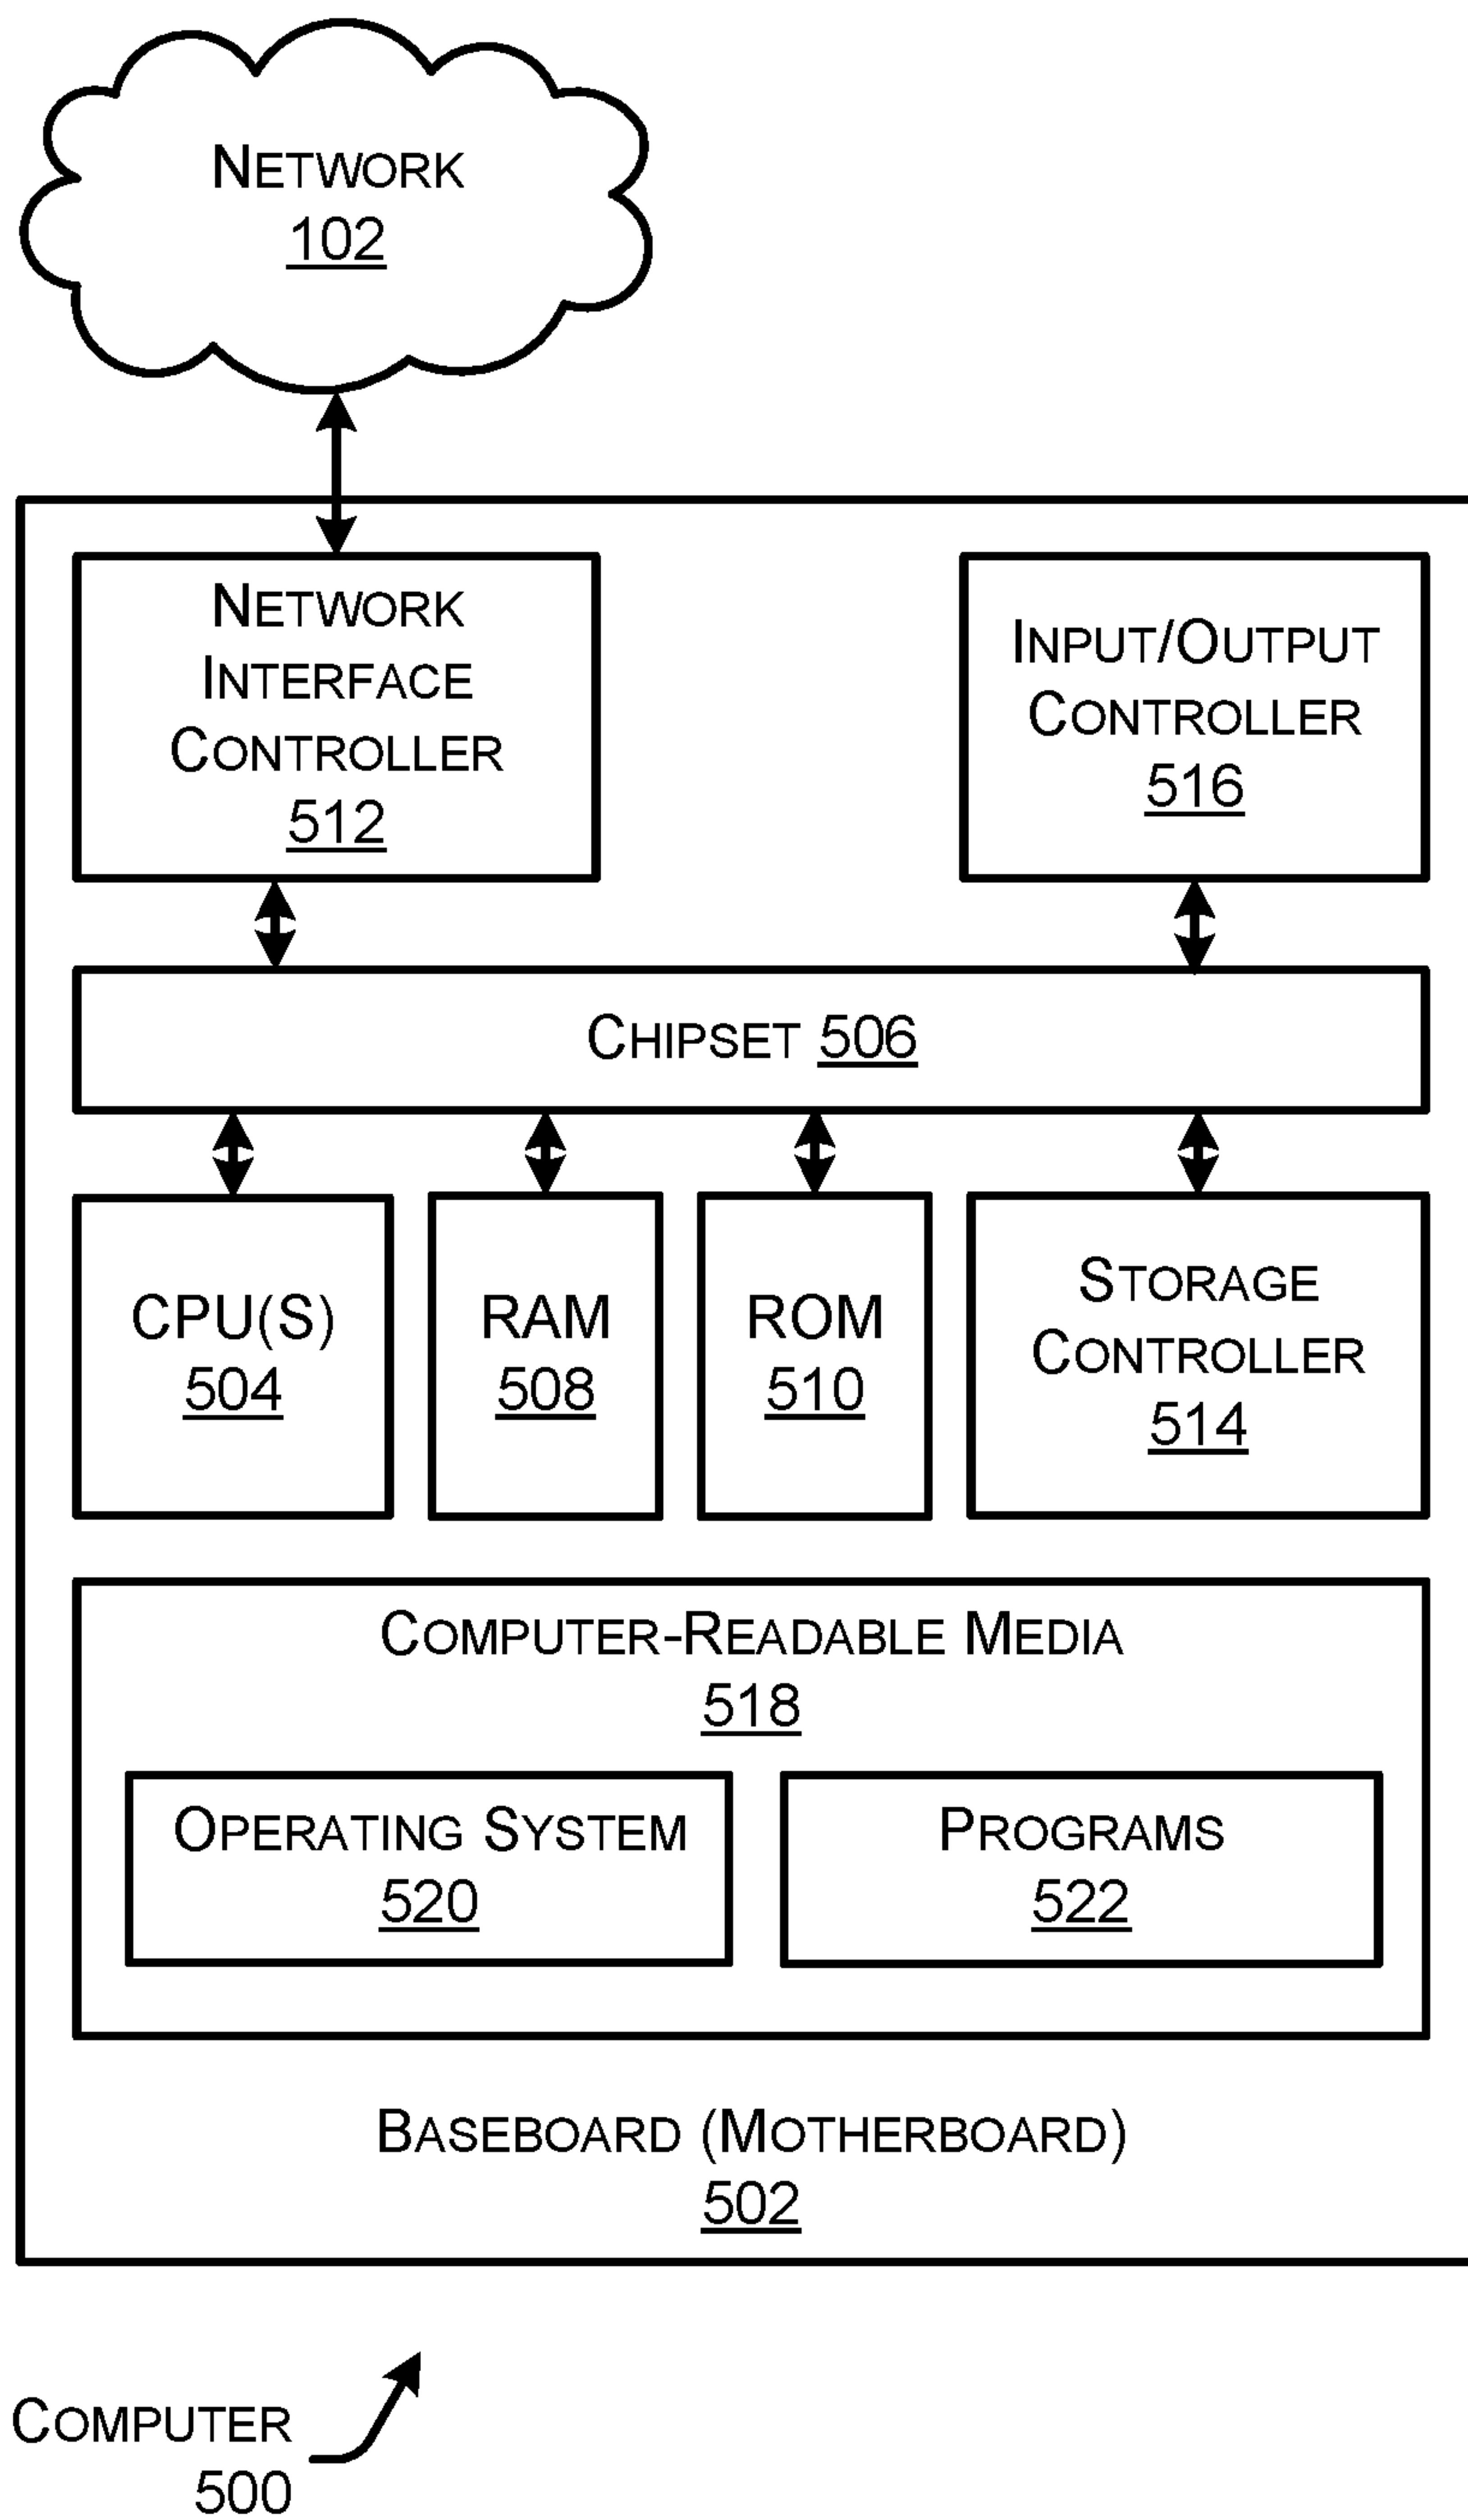 NETWORK
102
NETWORK
INTERFACE
CONTROLLER
512
INPUT/OUTPUT
CONTROLLER
516
CHIPSET 506
CPU(S)
504
RAM
508
ROM
510
STORAGE
CONTROLLER
514
COMPUTER-READABLE MEDIA
518
OPERATING SYSTEM
520
PROGRAMS
522
BASEBOARD (MOTHERBOARD)
502
COMPUTER
500